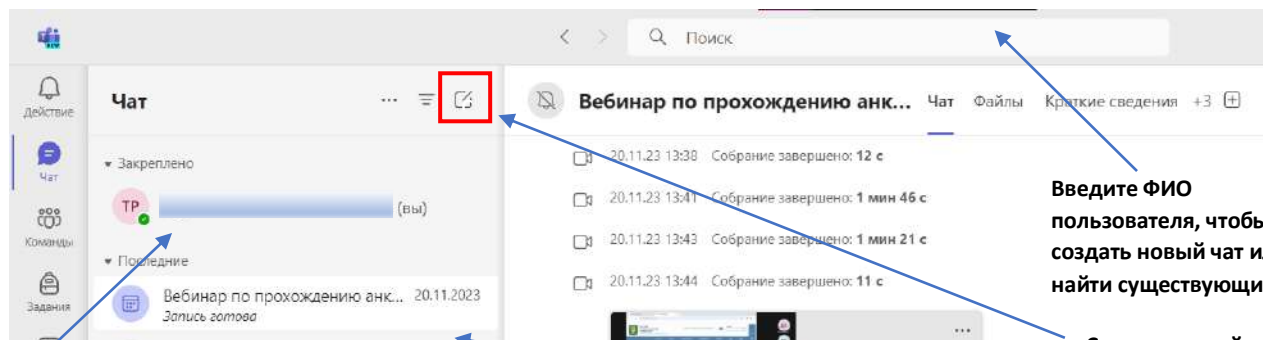 Поиск
Действие
Чат
...
Вебинар по прохождению анк...
Чат
Файлы
Краткие сведения
+3
Закреплено
Чат
TP
(вы)
Команды
Последние
Задания
Вебинар по прохождению анк... 20.11.2023
Запись готова
20.11.23 13:38 Собрание завершено: 12 с
20.11.23 13:41 Собрание завершено: 1 мин 46 с
20.11.23 13:43 Собрание завершено: 1 мин 21 с
20.11.23 13:44 Собрание завершено: 11 с
...
Введите ФИО
пользователя, чтобы
создать новый чат и
найти существующи